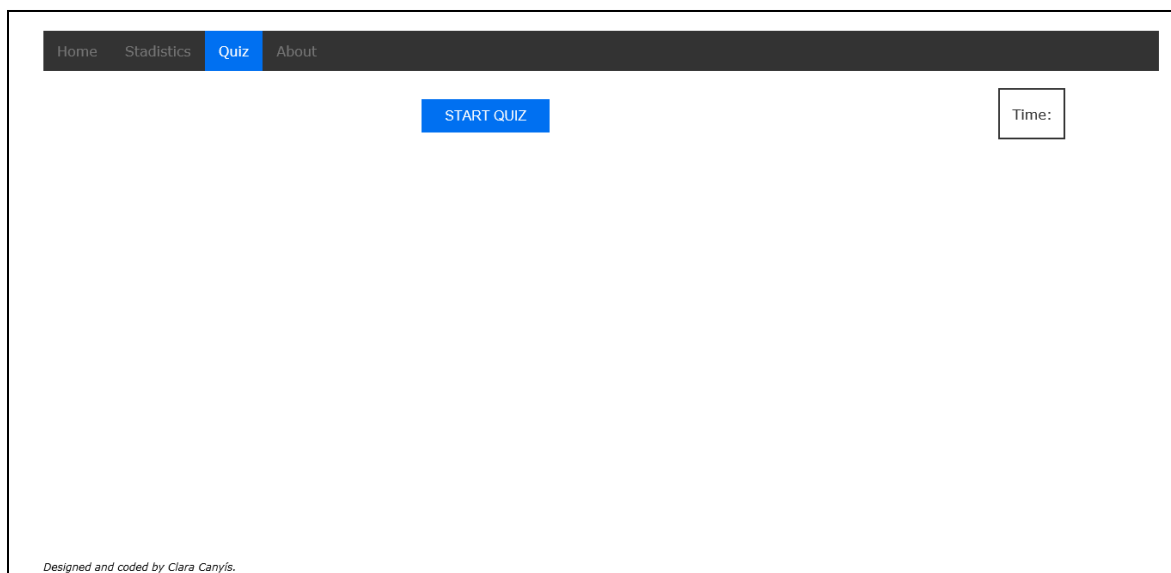 Home Stadistics Quiz About
START QUIZ Time:
Designed and coded by Clara Canyís.